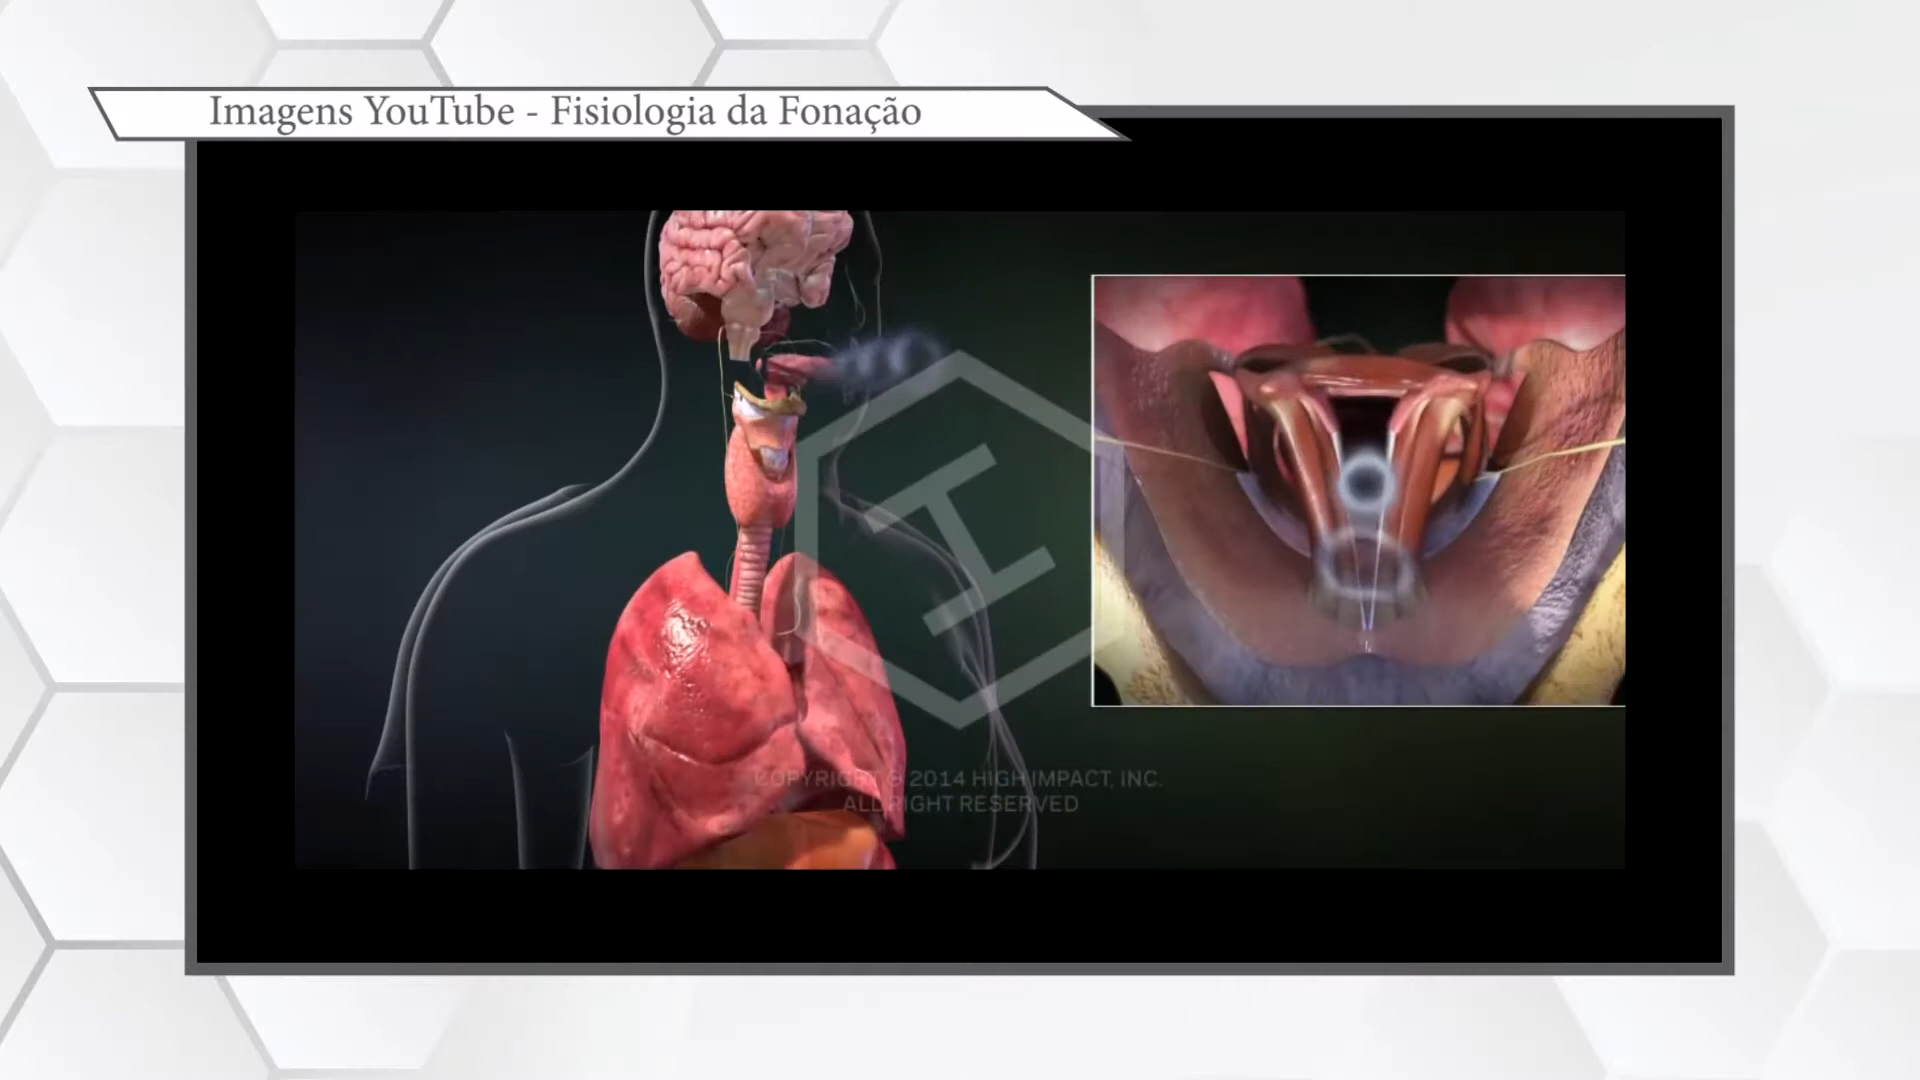 Imagens YouTube - Fisiologia da Fonação
COPYRIGHT © 2014 HIGH IMPACT, INC.
ALL RIGHT RESERVED